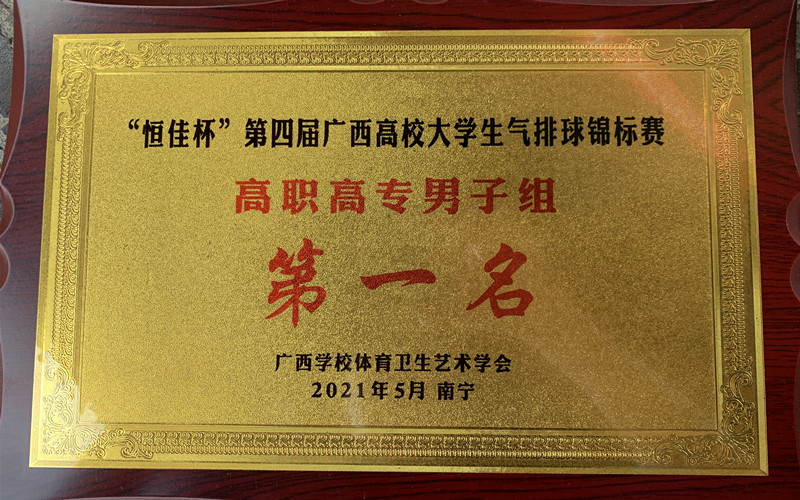 “恒佳杯”第四届广西高校大学生气排球锦标赛
高职高专男子组
第一名
广西学校体育卫生艺术学会
2021年5月 南宁